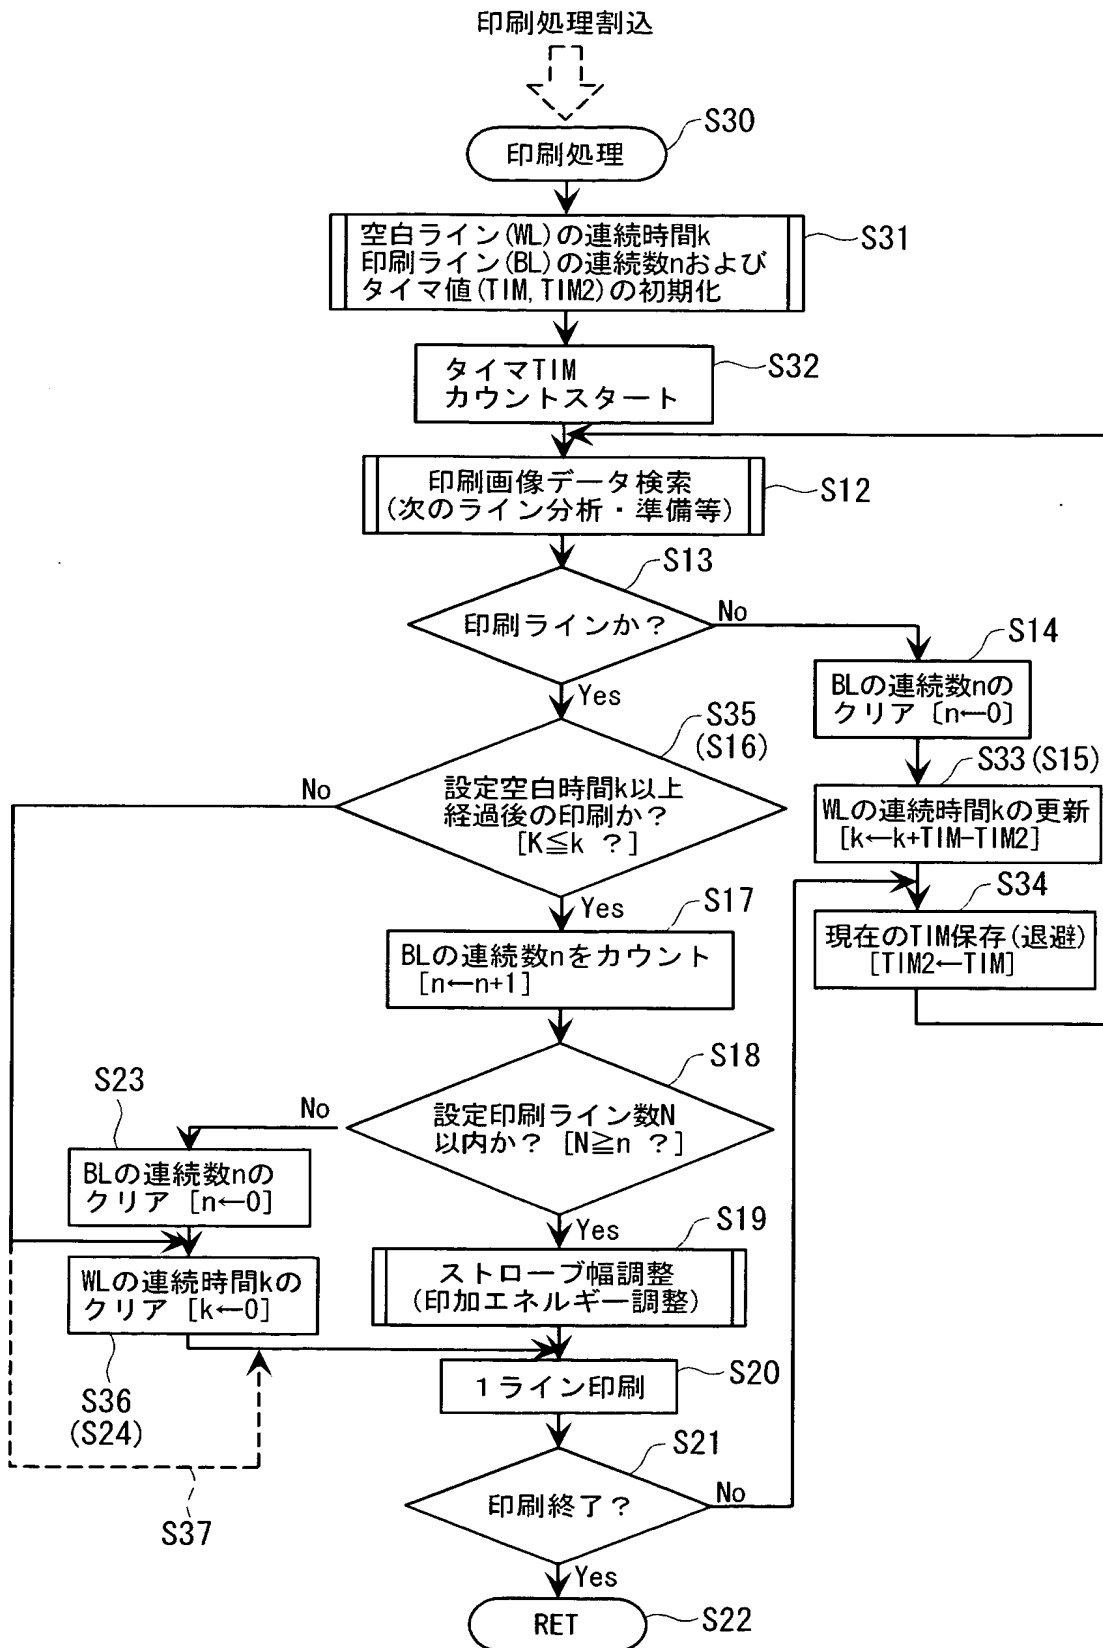 印刷処理割込
S30
印刷処理
空白ライン(WL)の連続時間k
印刷ライン(BL)の連続数nおよび
タイマ値(TIM,TIM2)の初期化
S31
タイマTIM
カウントスタート
S32
印刷画像データ検索
(次のライン分析・準備等)
S12
S13
印刷ラインか?
No
Yes
S14
BLの連続数nの
クリア [n←0]
S35
(S16)
設定空白時間k以上
経過後の印刷か?
[K≦k ?]
No
Yes
S33(S15)
WLの連続時間kの更新
[k←k+TIM−TIM2]
S34
現在のTIM保存(退避)
[TIM2←TIM]
S17
BLの連続数nをカウント
[n←n+1]
S18
設定印刷ライン数N
以内か? [N≧n ?]
No
Yes
S23
BLの連続数nの
クリア [n←0]
S19
ストローブ幅調整
(印加エネルギー調整)
WLの連続時間kの
クリア [k←0]
S36
(S24)
S20
1ライン印刷
S21
印刷終了?
No
Yes
S37
RET
S22